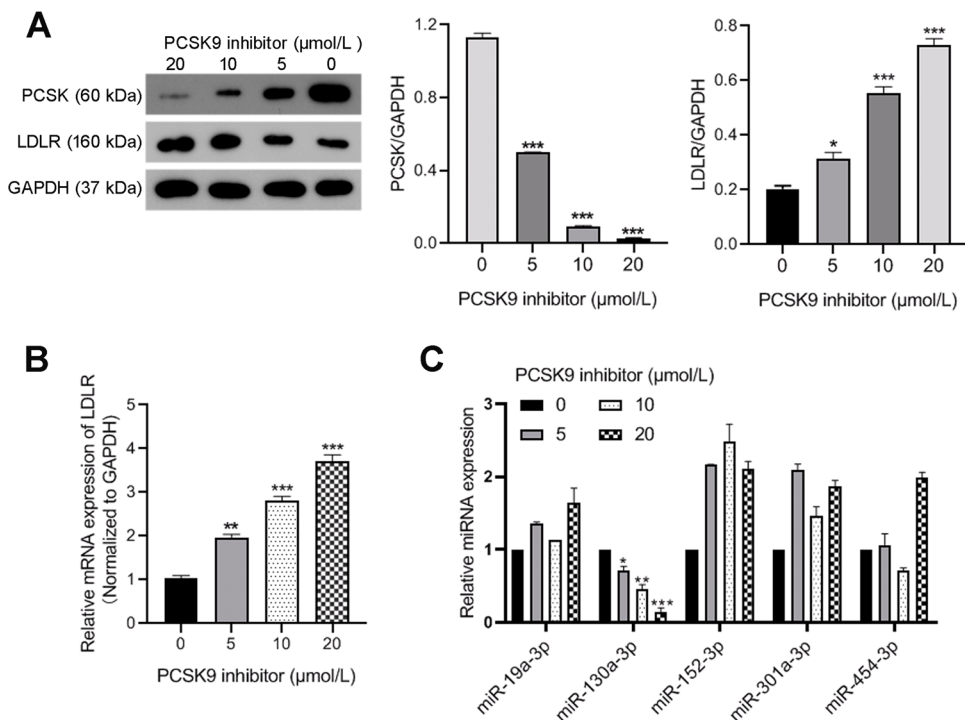 A
PCSK9 inhibitor (µmol/L )
20 10 5 0
PCSK (60 kDa)
LDLR (160 kDa)
GAPDH (37 kDa)
PCSK/GAPDH
1.2
0.8
0.4
0.0
***
***
***
0 5 10 20
PCSK9 inhibitor (µmol/L)
LDLR/GAPDH
0.8
0.6
0.4
0.2
0.0
*
***
***
0 5 10 20
PCSK9 inhibitor (µmol/L)
B
Relative mRNA expression of LDLR
(Normalized to GAPDH)
5
4
3
2
1
0
**
***
***
0 5 10 20
PCSK9 inhibitor (µmol/L)
C
PCSK9 inhibitor (µmol/L)
0 10
5 20
Relative miRNA expression
3
2
1
0
*
**
***
miR-19a-3p
miR-130a-3p
miR-152-3p
miR-301a-3p
miR-454-3p